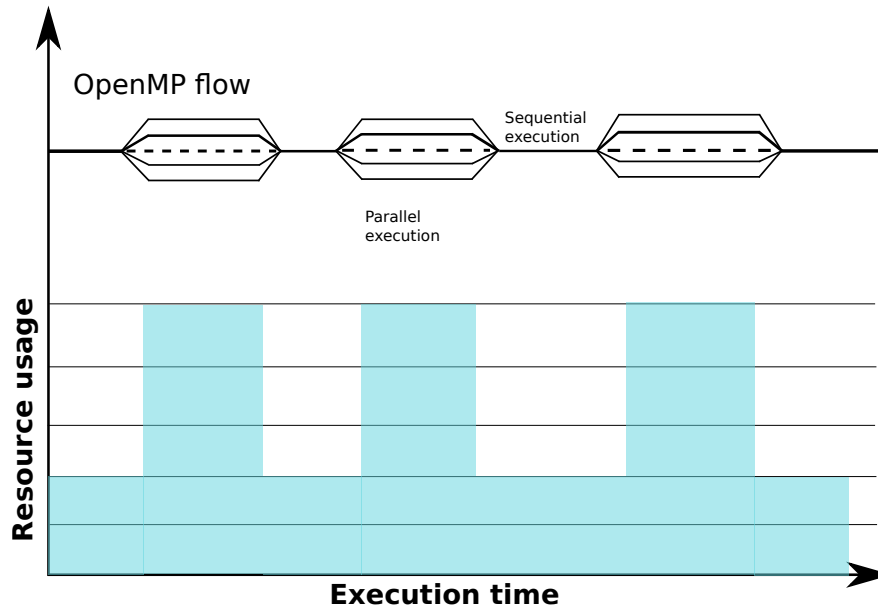 OpenMP flow
Sequential
execution
Parallel
execution
Resource usage
Execution time